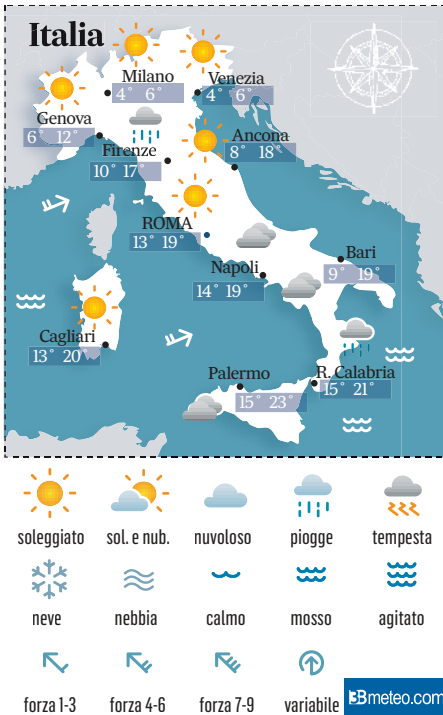 Italia
Milano
4° 6°
Venezia
4° 6°
Genova
6° 12°
Firenze
10° 17°
Ancona
8° 18°
ROMA
13° 19°
Napoli
14° 19°
Bari
9° 19°
Cagliari
13° 20°
Palermo
15° 23°
R. Calabria
15° 21°
soleggiato sol. e nub. nuvoloso piogge tempesta
neve nebbia calmo mosso agitato
forza 1-3 forza 4-6 forza 7-9 variabile
3Bmeteo.com